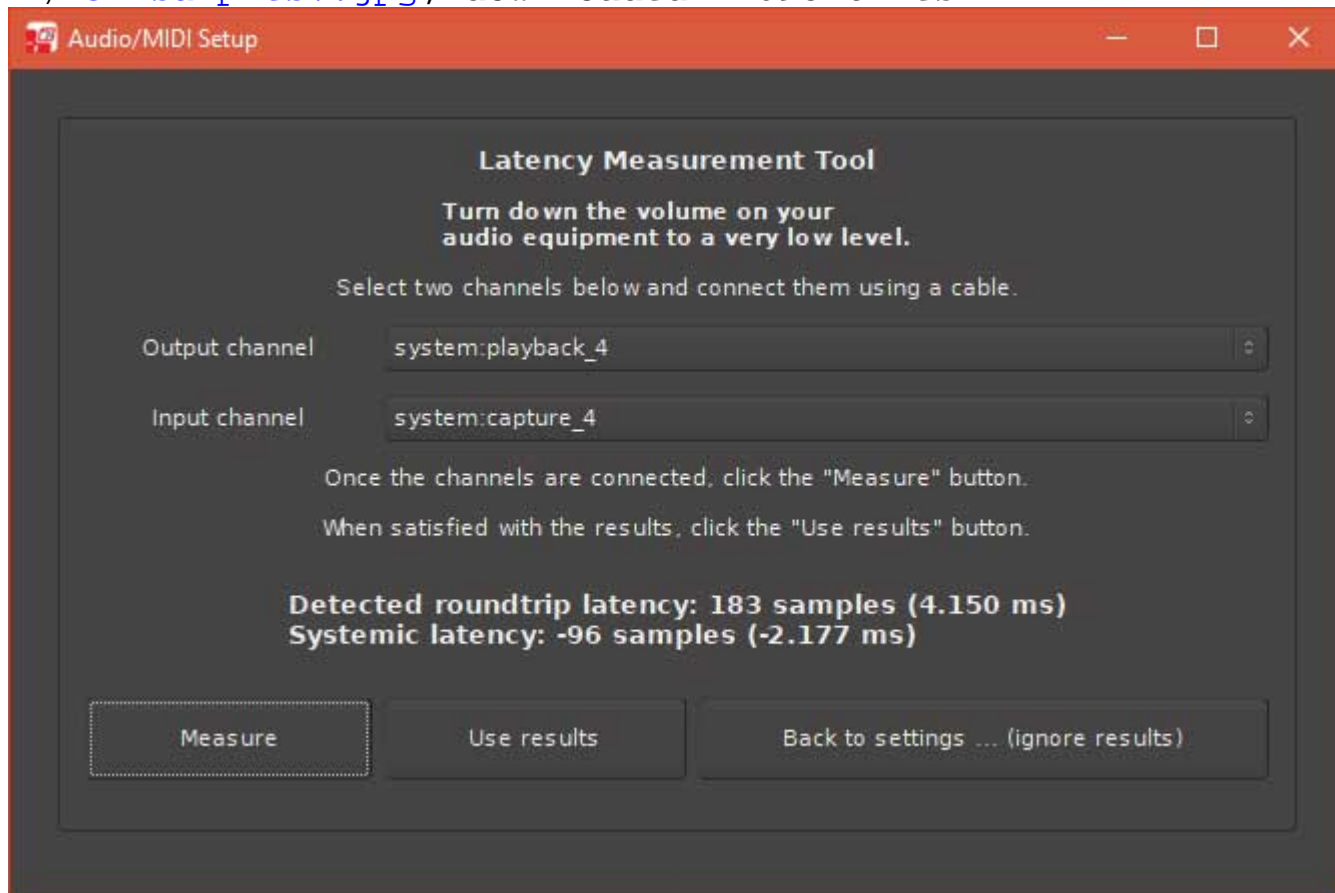 Audio/MIDI Setup
Latency Measurement Tool
Turn down the volume on your
audio equipment to a very low level.
Select two channels below and connect them using a cable.
Output channel system:playback_4
Input channel system:capture_4
Once the channels are connected, click the "Measure" button.
When satisfied with the results, click the "Use results" button.
Detected roundtrip latency: 183 samples (4.150 ms)
Systemic latency: -96 samples (-2.177 ms)
Measure Use results Back to settings ... (ignore results)